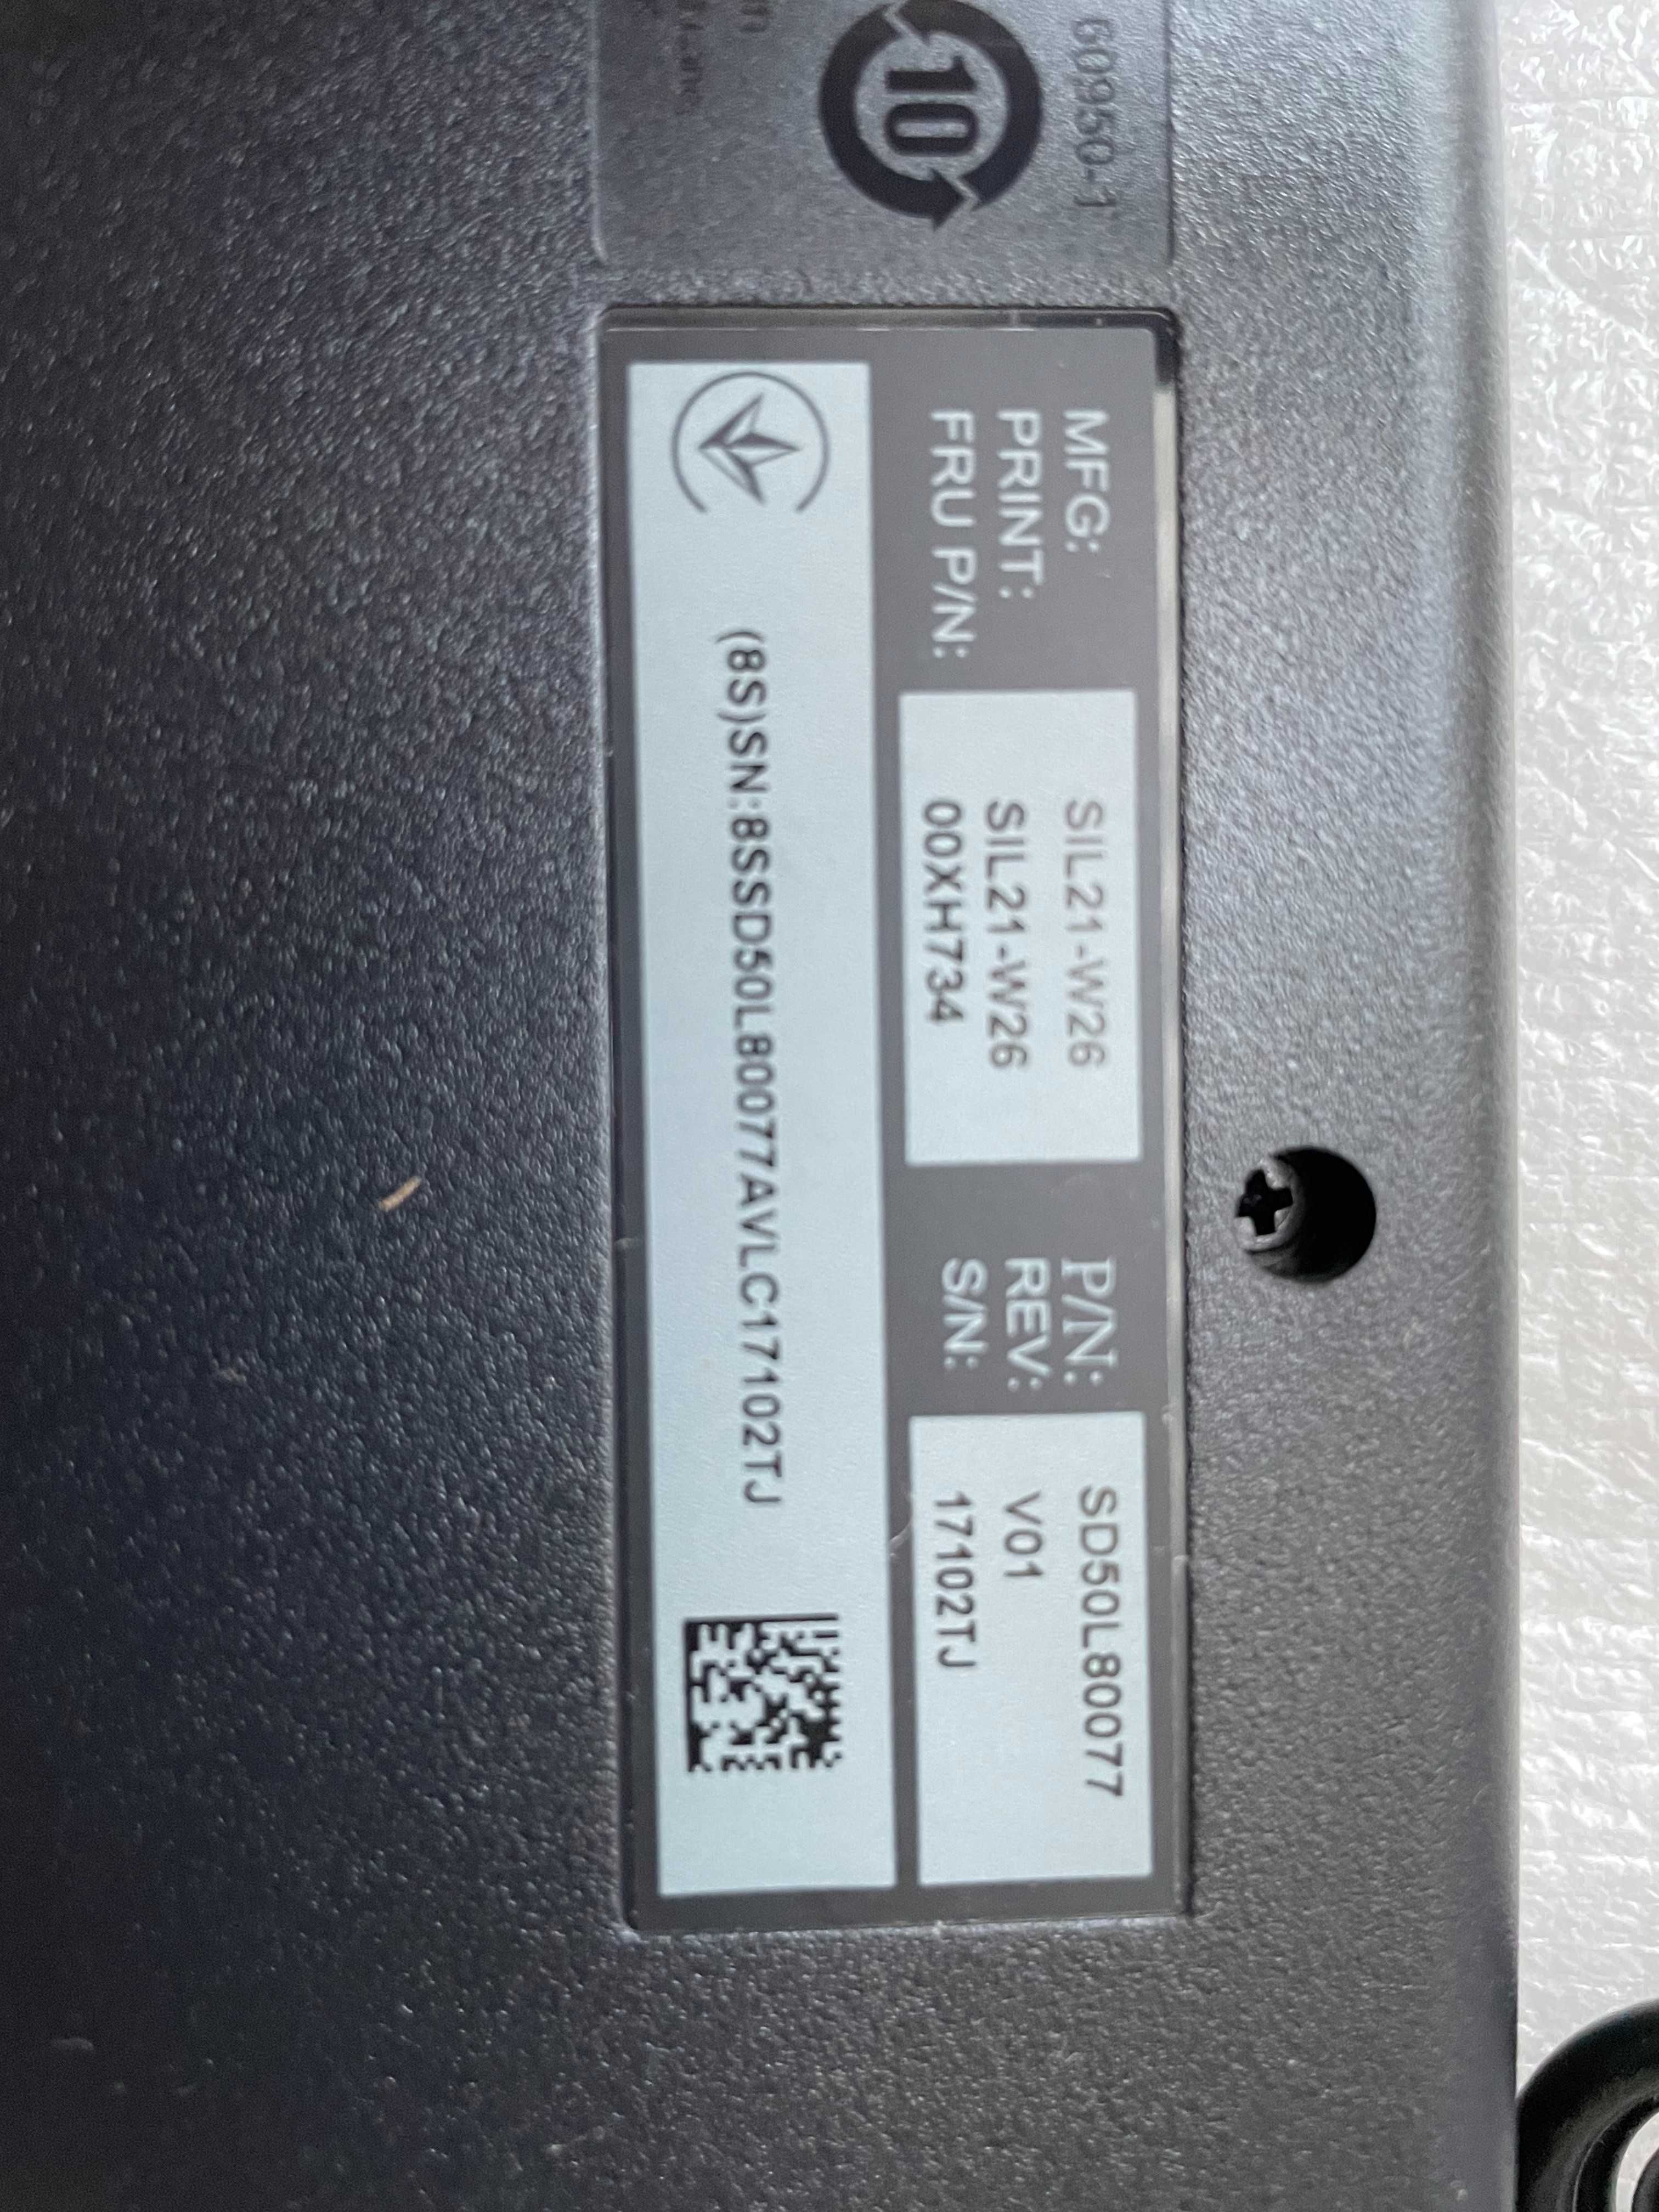 60950-1
10
MFG: SIL21-W26 P/N: SD50L80077
PRINT: SIL21-W26 REV: V01
FRU P/N: 00XH734 S/N: 17102TJ
(8S)SN:8SSD50L80077AVLC17102TJ